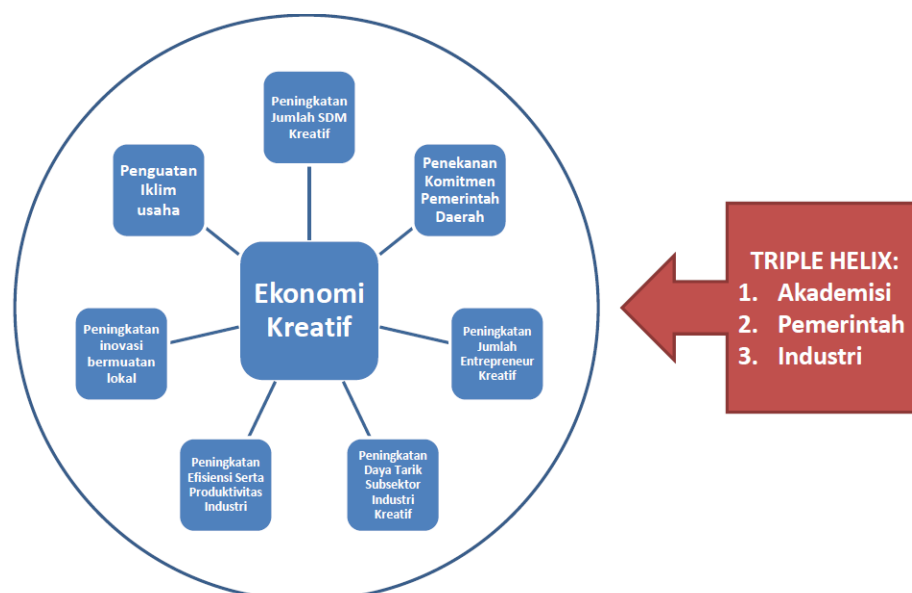 Peningkatan
Jumlah SDM
Kreatif
Penguatan
Iklim
usaha
Penekanan
Komitmen
Pemerintah
Daerah
Ekonomi
Kreatif
TRIPLE HELIX:
1. Akademisi
2. Pemerintah
3. Industri
Peningkatan
inovasi
bermuatan
lokal
Peningkatan
Jumlah
Entrepreneur
Kreatif
Peningkatan
Efisiensi Serta
Produktivitas
Industri
Peningkatan
Daya Tarik
Subsektor
Industri
Kreatif